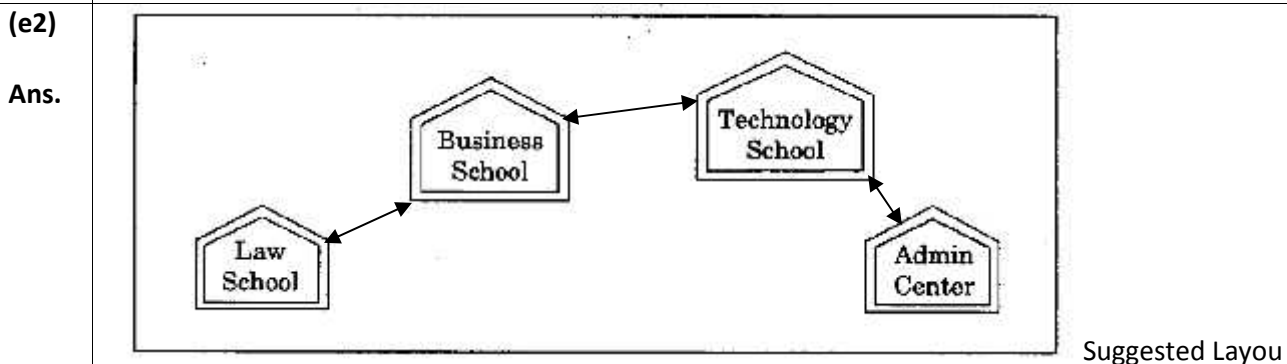 (e2)
Ans.
Business
School
Technology
School
Law
School
Admin
Center
Suggested Layou